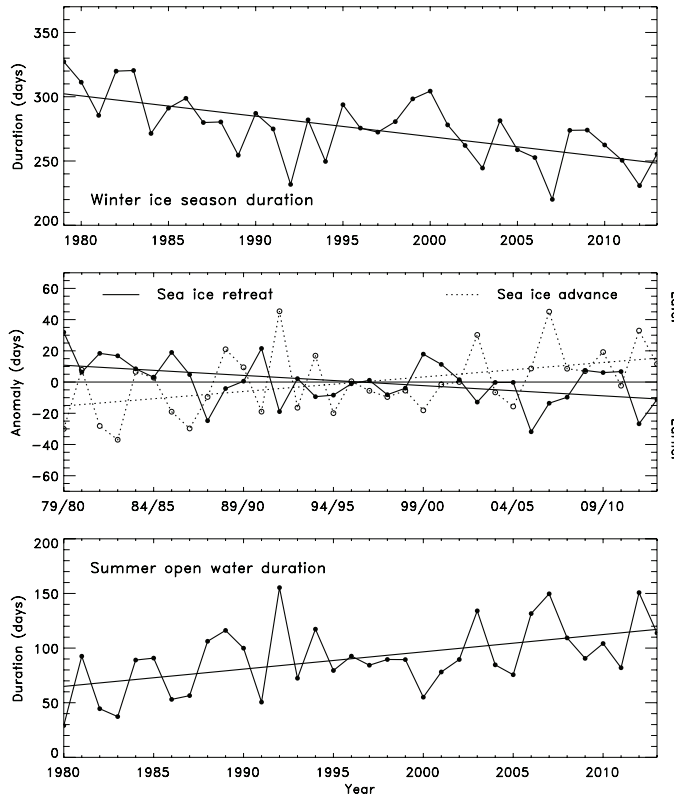 350
300
250
200
Duration (days)
Winter ice season duration
1980 1985 1990 1995 2000 2005 2010
60
40
20
0
−20
−40
−60
Anomaly (days)
Sea ice retreat Sea ice advance
79/80 84/85 89/90 94/95 99/00 04/05 09/10
200
150
100
50
0
Duration (days)
Summer open water duration
1980 1985 1990 1995 2000 2005 2010
Year